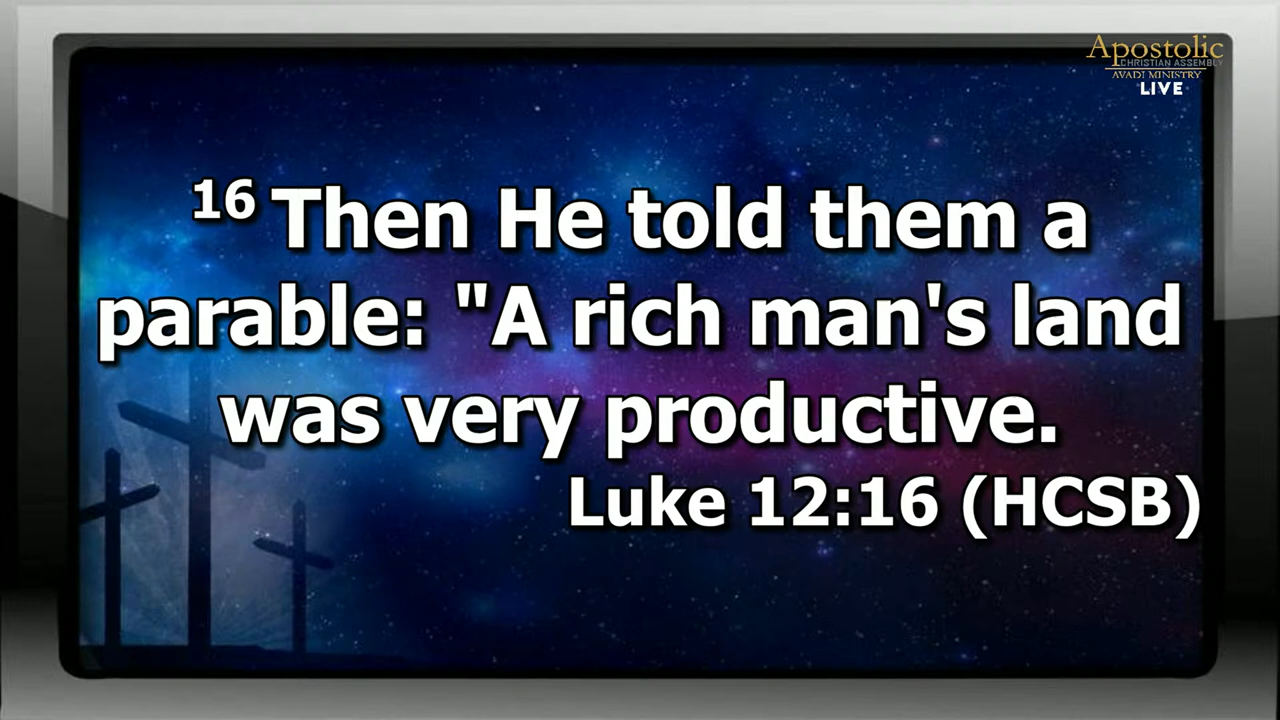 Apostolic
CHRISTIAN ASSEMBLY
AVADI MINISTRY
LIVE
16 Then He told them a
parable: "A rich man's land
was very productive.
Luke 12:16 (HCSB)